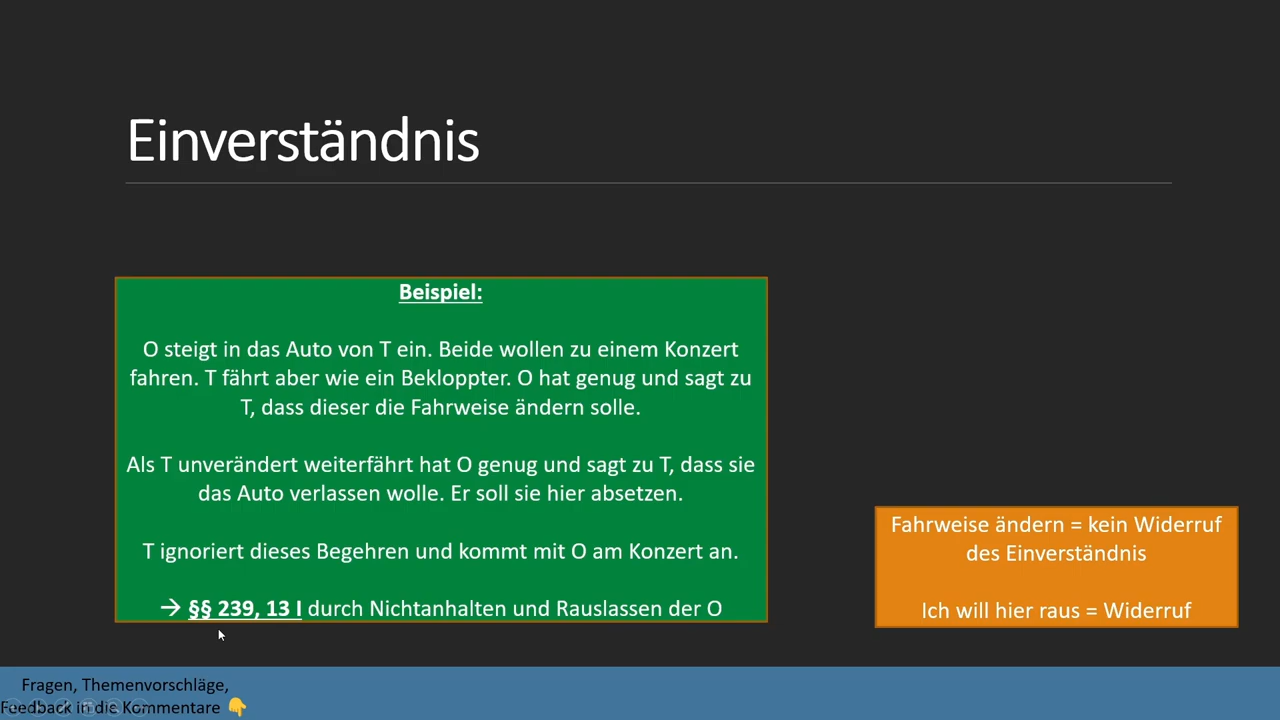 Einverständnis
Beispiel:
O steigt in das Auto von T ein. Beide wollen zu einem Konzert
fahren. T fährt aber wie ein Bekloppter. O hat genug und sagt zu
T, dass dieser die Fahrweise ändern solle.
Als T unverändert weiterfährt hat O genug und sagt zu T, dass sie
das Auto verlassen wolle. Er soll sie hier absetzen.
T ignoriert dieses Begehren und kommt mit O am Konzert an.
→ §§ 239, 13 I durch Nichtanhalten und Rauslassen der O
Fahrweise ändern = kein Widerruf
des Einverständnis
Ich will hier raus = Widerruf
Fragen, Themenvorschläge,
Feedback in die Kommentare 👇